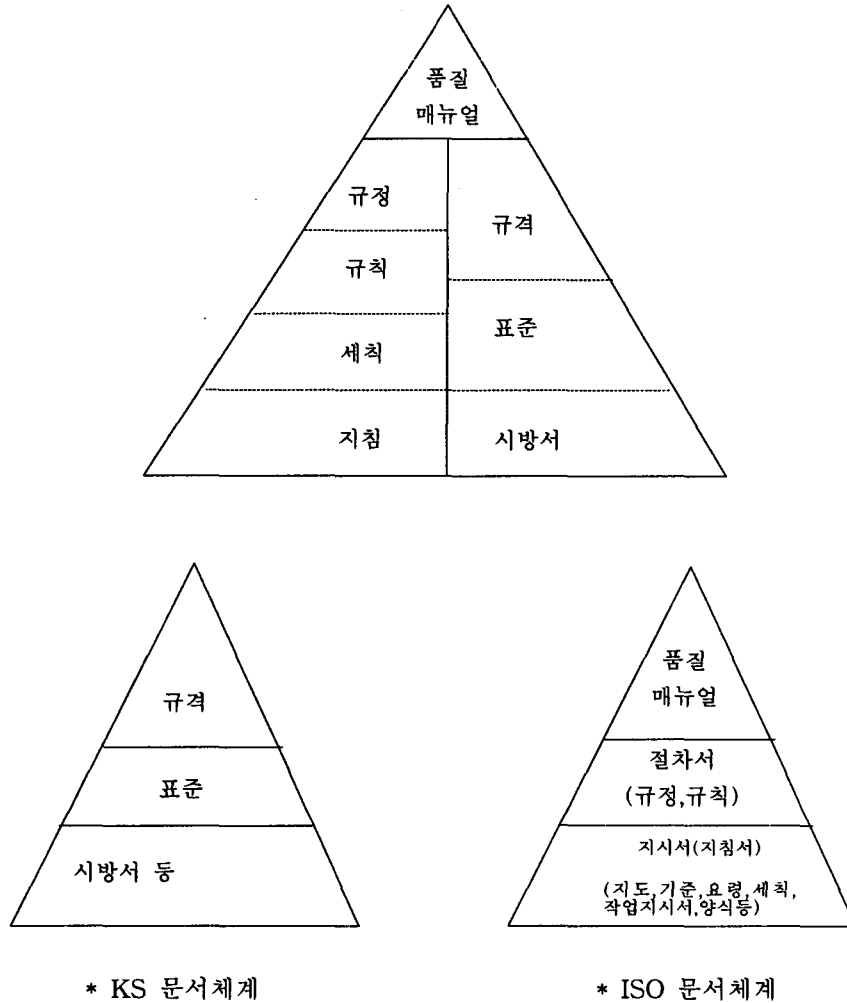 품질
매뉴얼
규정
규격
규칙
표준
세칙
지침
시방서
규격
표준
시방서 등
* KS 문서체계
품질
매뉴얼
절차서
(규정,규칙)
지시서(지침서)
(지도,기준,요령,세칙,
작업지시서,양식등)
* ISO 문서체계